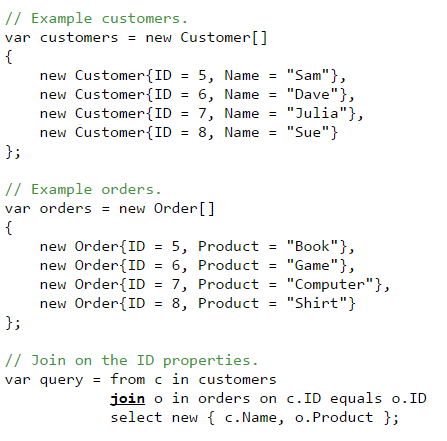 // Example customers.
var customers = new Customer[]
{
    new Customer{ID = 5, Name = "Sam"},
    new Customer{ID = 6, Name = "Dave"},
    new Customer{ID = 7, Name = "Julia"},
    new Customer{ID = 8, Name = "Sue"}
};

// Example orders.
var orders = new Order[]
{
    new Order{ID = 5, Product = "Book"},
    new Order{ID = 6, Product = "Game"},
    new Order{ID = 7, Product = "Computer"},
    new Order{ID = 8, Product = "Shirt"}
};

// Join on the ID properties.
var query = from c in customers
            join o in orders on c.ID equals o.ID
            select new { c.Name, o.Product };